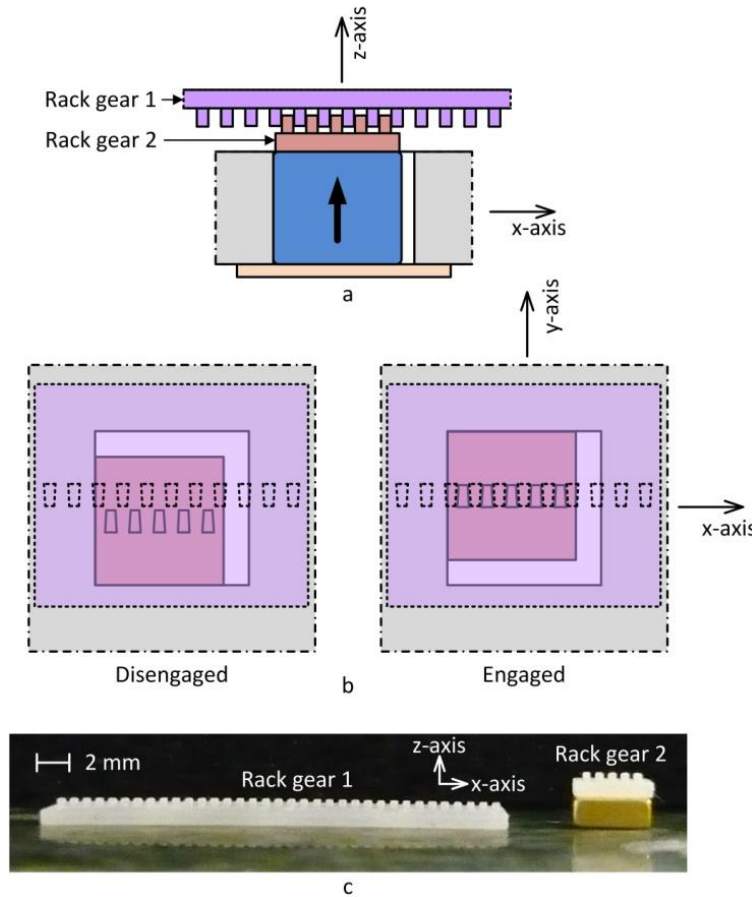 z-axis
Rack gear 1
Rack gear 2
x-axis
a
y-axis
x-axis
Disengaged
Engaged
b
2 mm
Rack gear 1
z-axis
x-axis
Rack gear 2
c